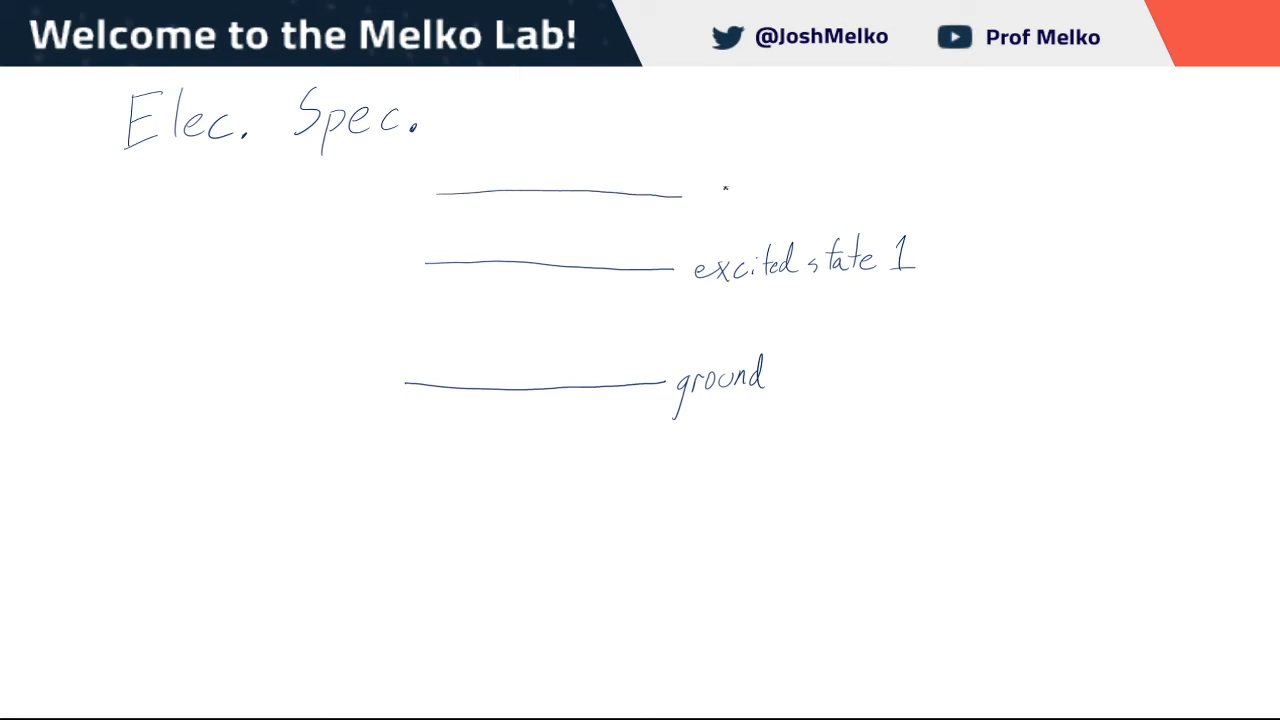 Welcome to the Melko Lab!
@JoshMelko
Prof Melko
Elec. Spec.
excited state 1
ground